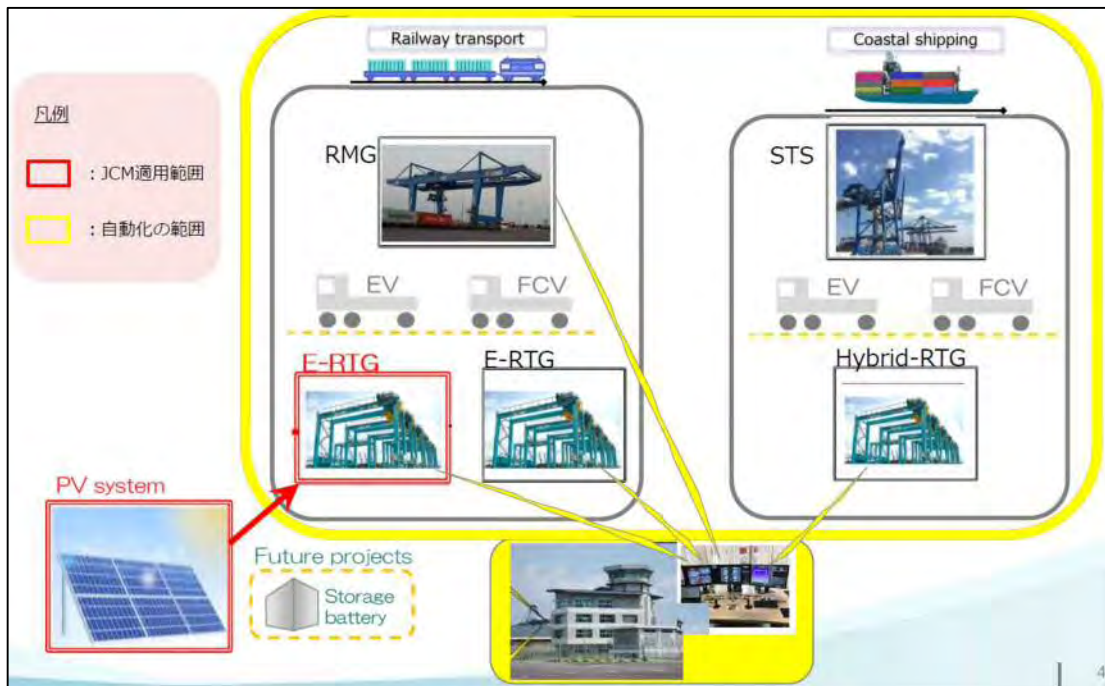 Railway transport
Coastal shipping
凡例
：JCM適用範囲
：自動化の範囲
RMG
STS
EV
FCV
EV
FCV
E-RTG
E-RTG
Hybrid-RTG
PV system
Future projects
Storage
battery
4